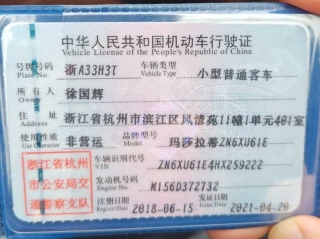 中华人民共和国机动车行驶证
Vehicle License of the People's Republic of China
号牌号码 浙A33H3T 车辆类型 小型普通客车
Plate No. Vehicle Type
所有人 徐国辉
Owner
住址 浙江省杭州市滨江区风情苑11幢1单元401室
Address
使用性质 非营运 品牌型号 玛莎拉蒂ZN6XU61E
Use Character Model
浙江省杭州市公安局交通警察支队
车辆识别代号 ZN6XU61E4HX259222
VIN
发动机号码 M156D372732
Engine No.
注册日期 2018-06-15 发证日期 2021-04-20
Register Date Issue Date